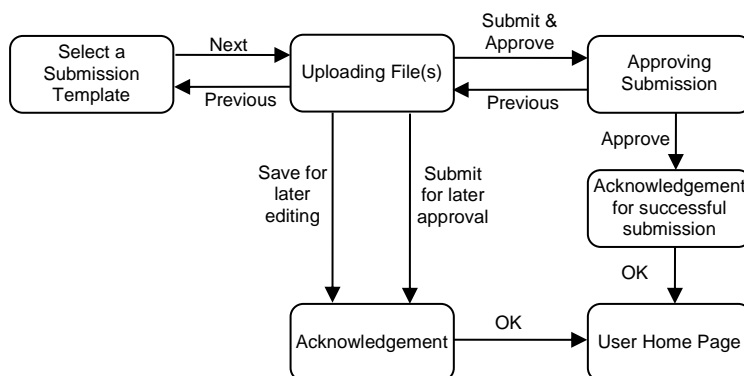 Select a
Submission
Template
Next
Previous
Uploading File(s)
Submit &
Approve
Previous
Approving
Submission
Save for
later
editing
Submit
for later
approval
Approve
Acknowledgement
for successful
submission
OK
Acknowledgement
OK
User Home Page